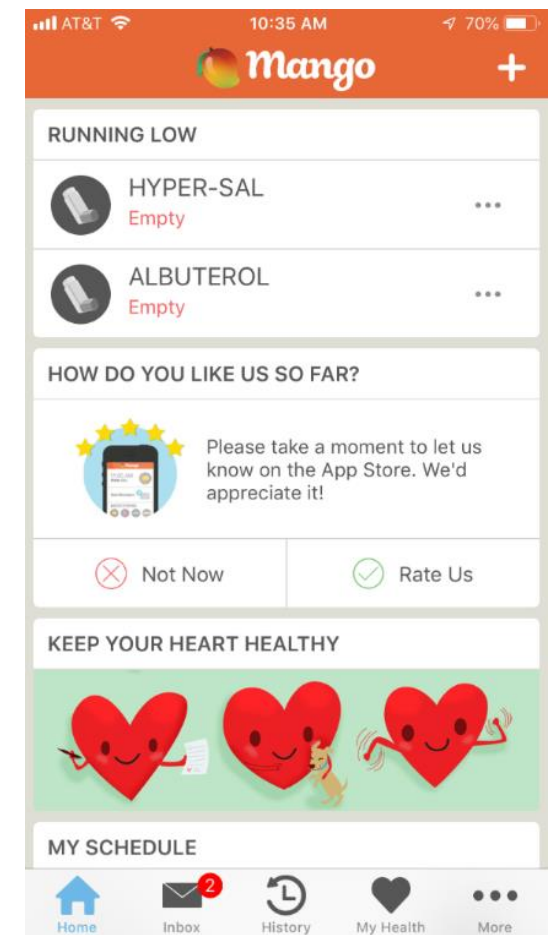 AT&T 10:35 AM 70%
Mango
RUNNING LOW
HYPER-SAL
Empty
ALBUTEROL
Empty
HOW DO YOU LIKE US SO FAR?
Please take a moment to let us
know on the App Store. We'd
appreciate it!
Not Now Rate Us
KEEP YOUR HEART HEALTHY
MY SCHEDULE
2
Home Inbox History My Health More